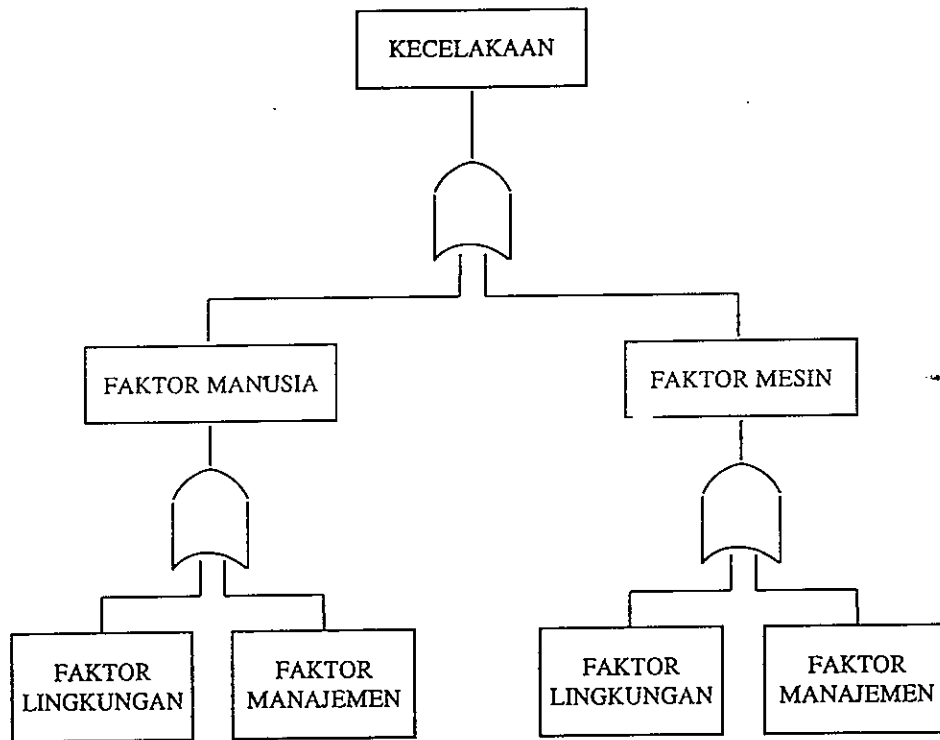 KECELAKAAN
FAKTOR MANUSIA
FAKTOR MESIN
FAKTOR
LINGKUNGAN
FAKTOR
MANAJEMEN
FAKTOR
LINGKUNGAN
FAKTOR
MANAJEMEN